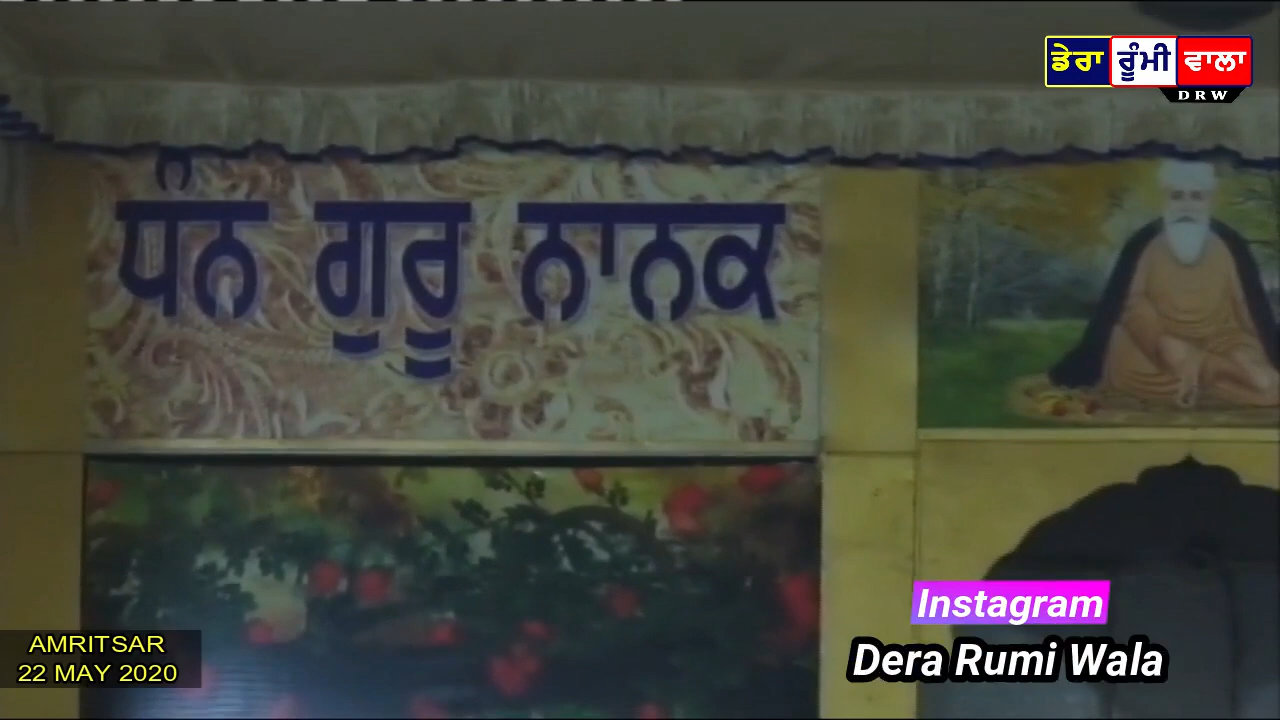 ਡੇਰਾ ਰੂੰਮੀ ਵਾਲਾ
DRW
ਧੰਨ ਗੁਰੂ ਨਾਨਕ
Instagram
Dera Rumi Wala
AMRITSAR
22 MAY 2020